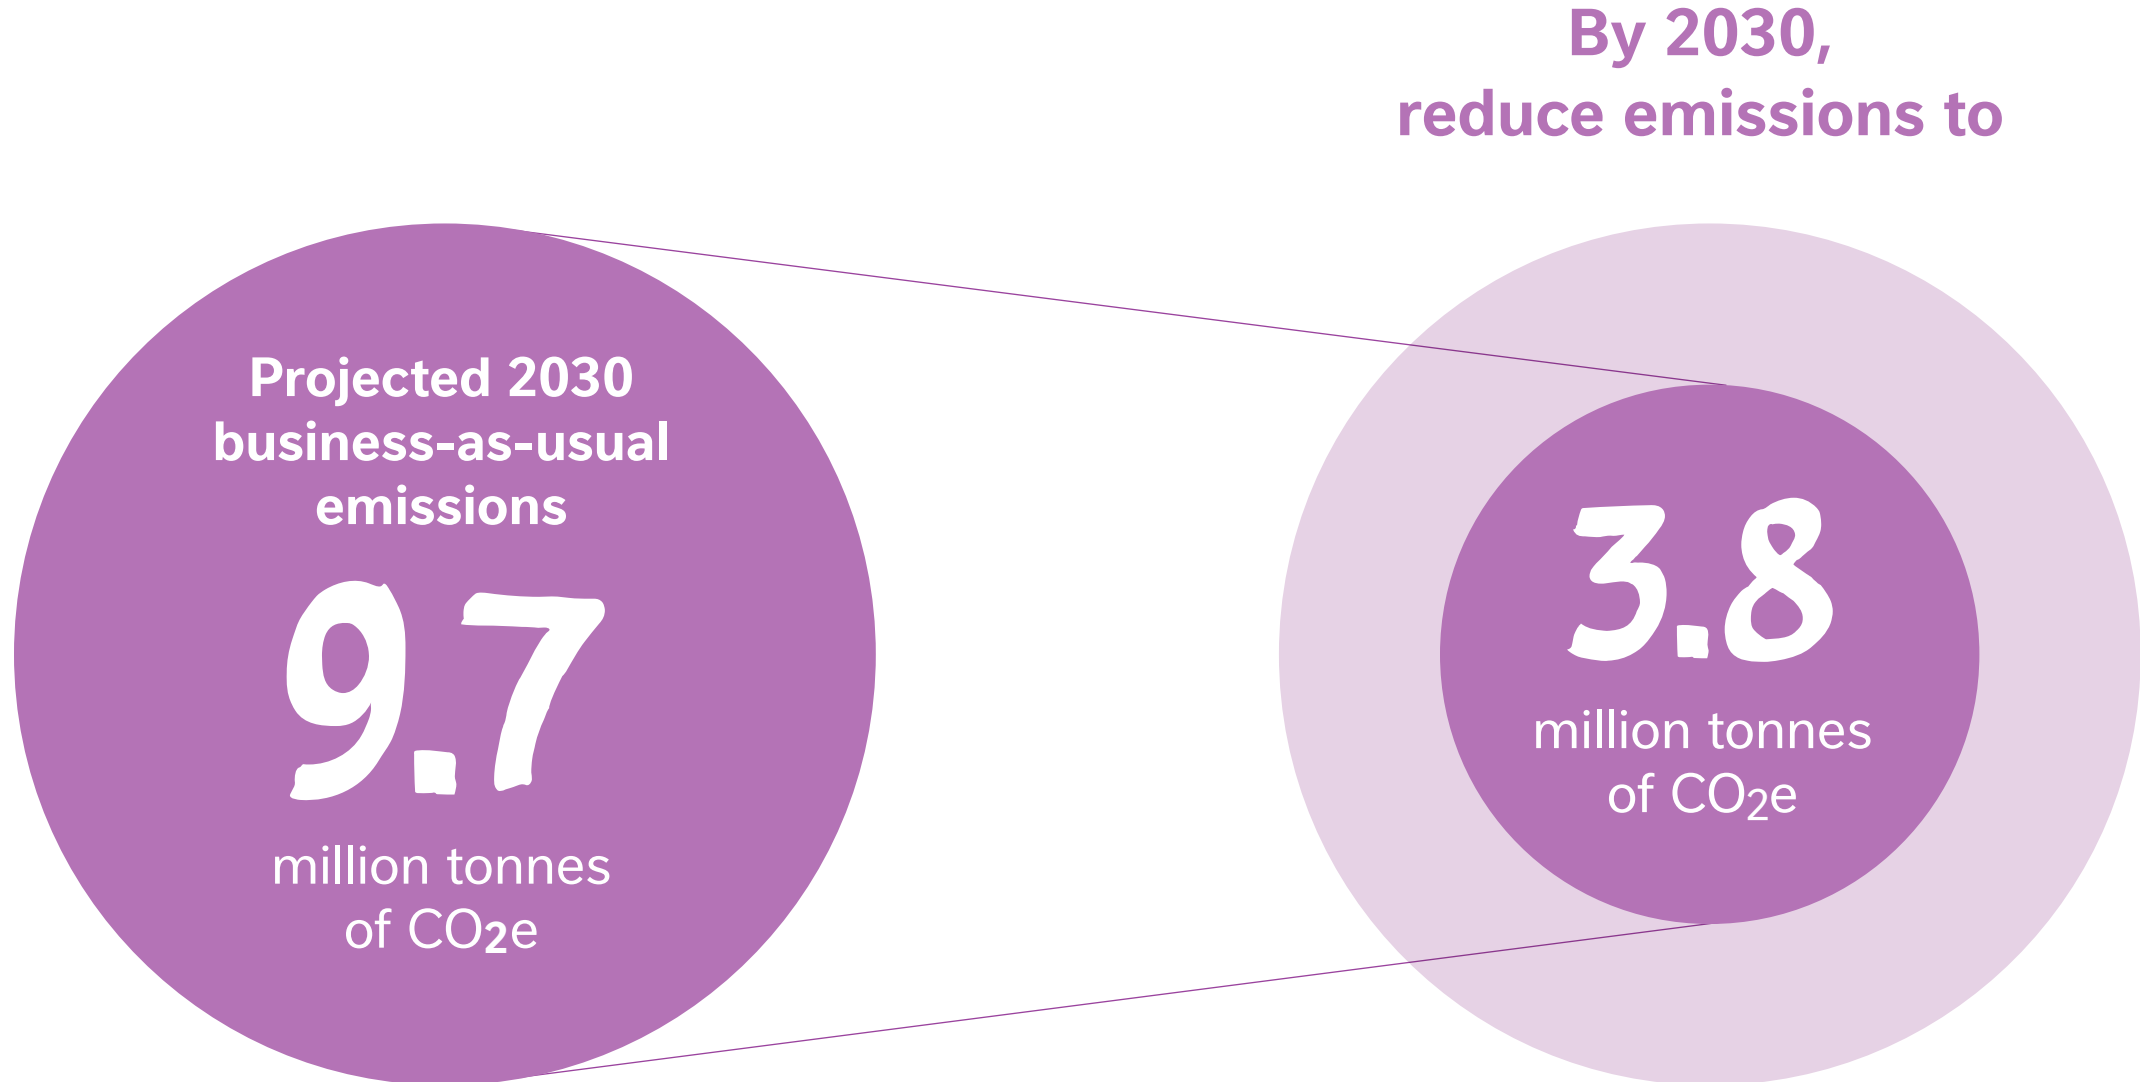 By 2030,
reduce emissions to
Projected 2030
business-as-usual
emissions
9.7
million tonnes
of CO2e
3.8
million tonnes
of CO2e